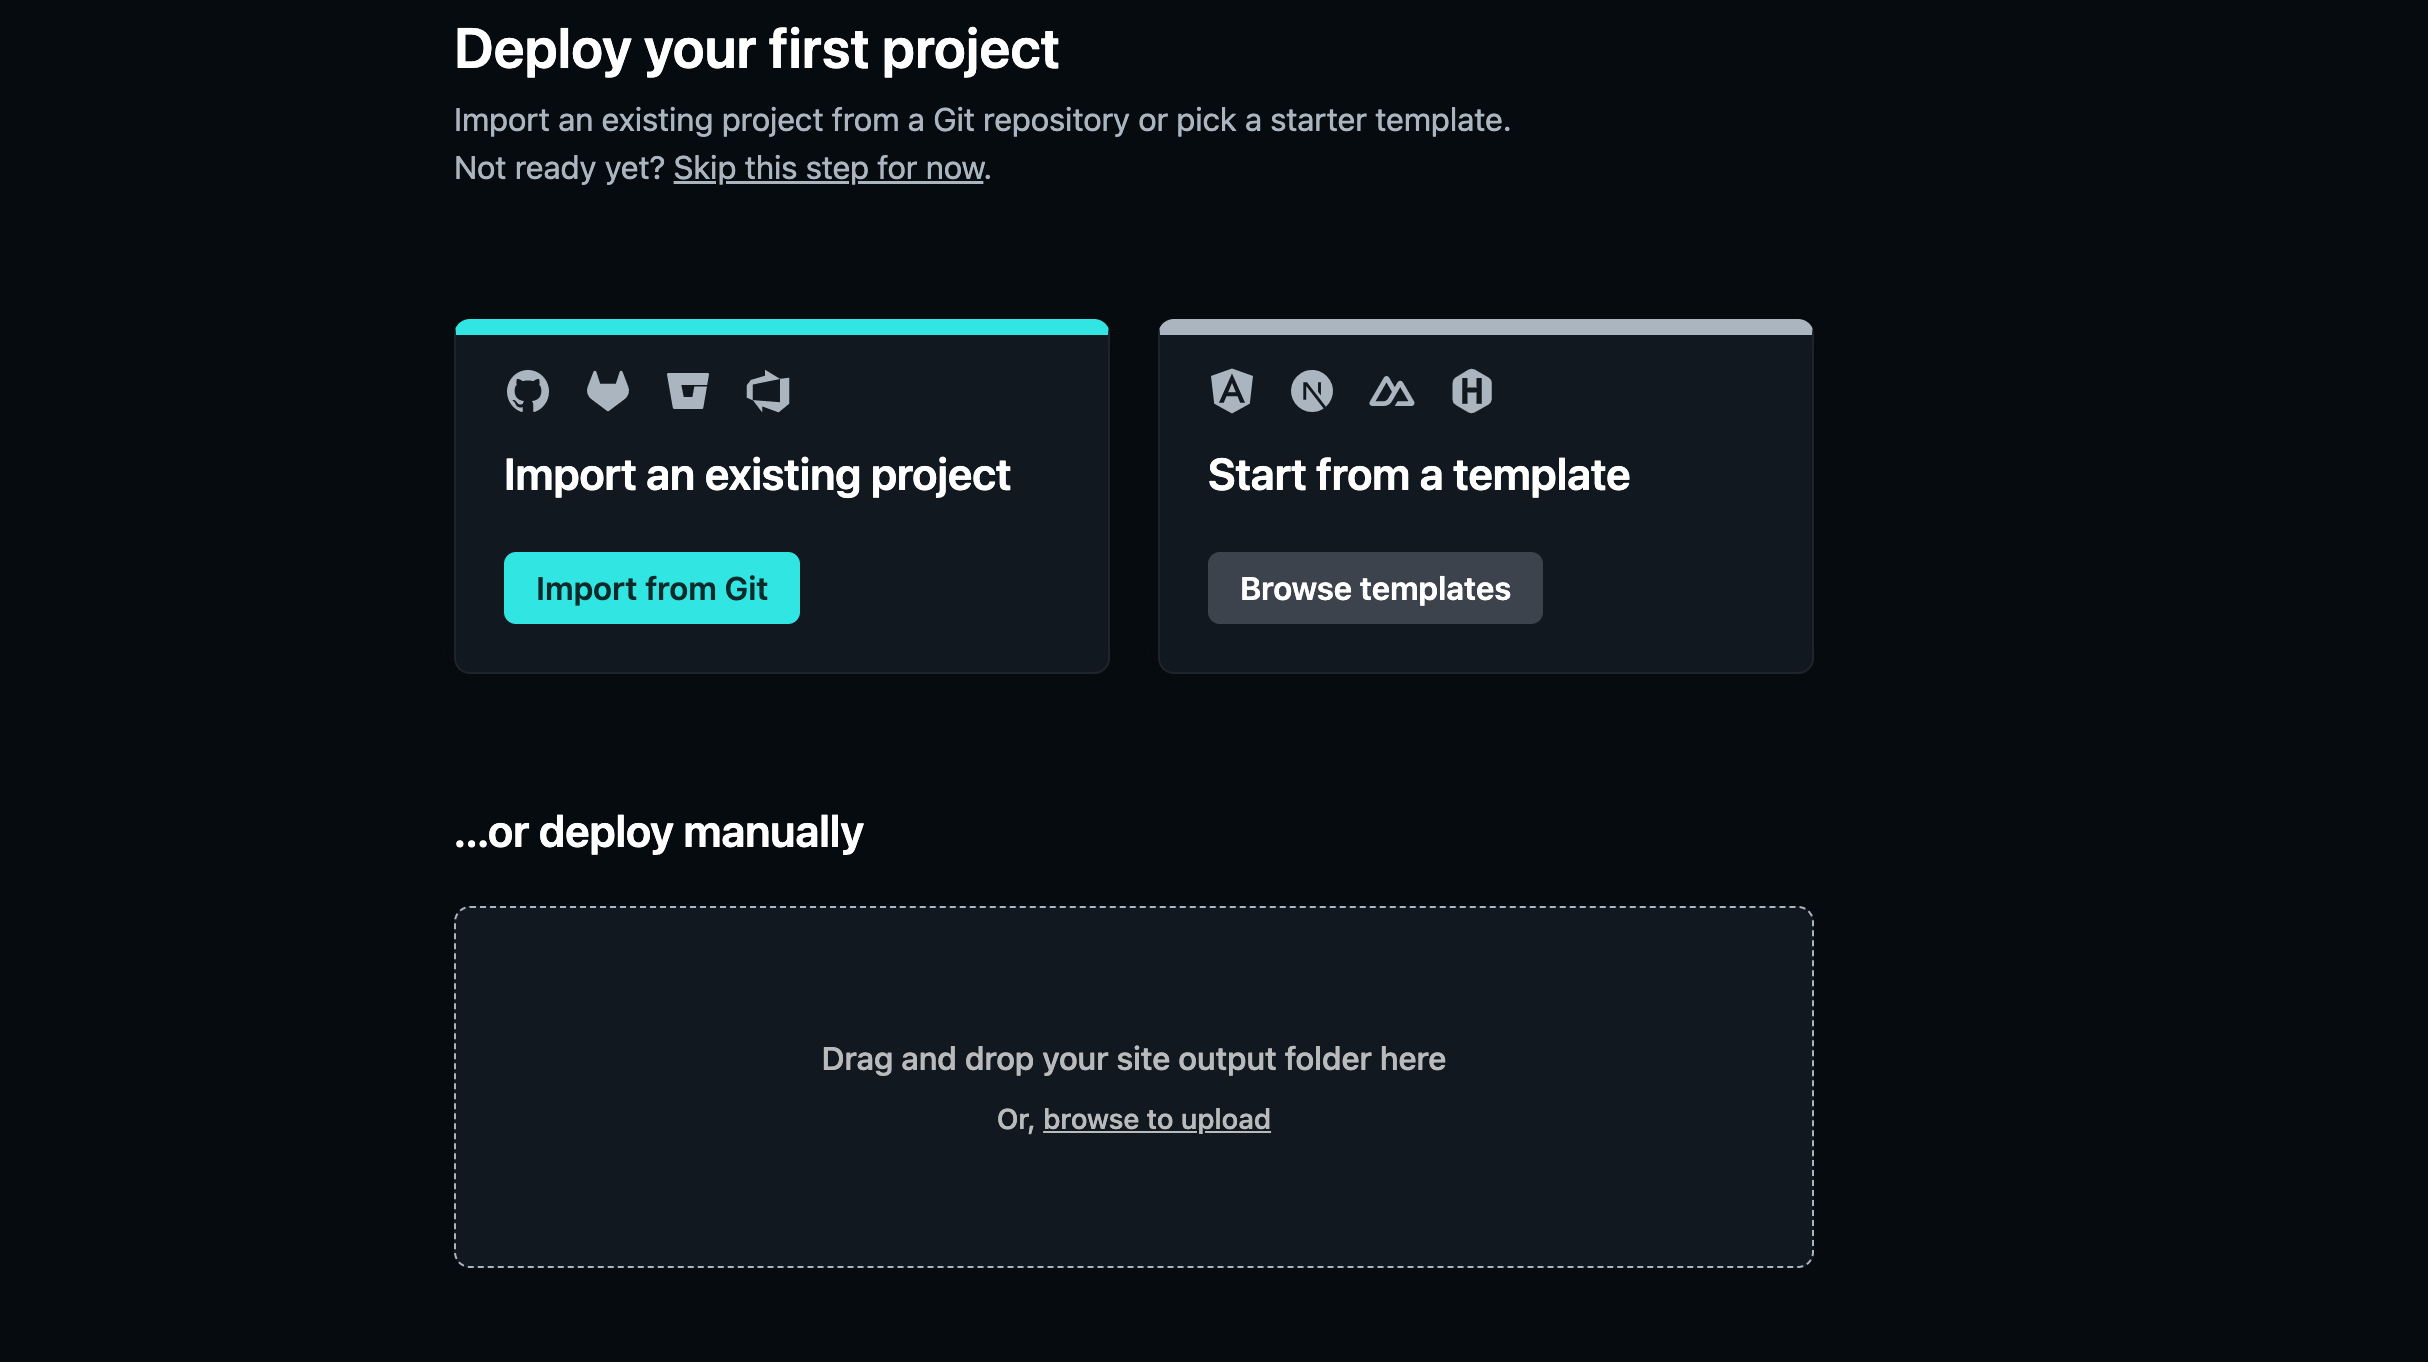 Deploy your first project
Import an existing project from a Git repository or pick a starter template.
Not ready yet? Skip this step for now.
Import an existing project
Import from Git
Start from a template
Browse templates
...or deploy manually
Drag and drop your site output folder here
Or, browse to upload